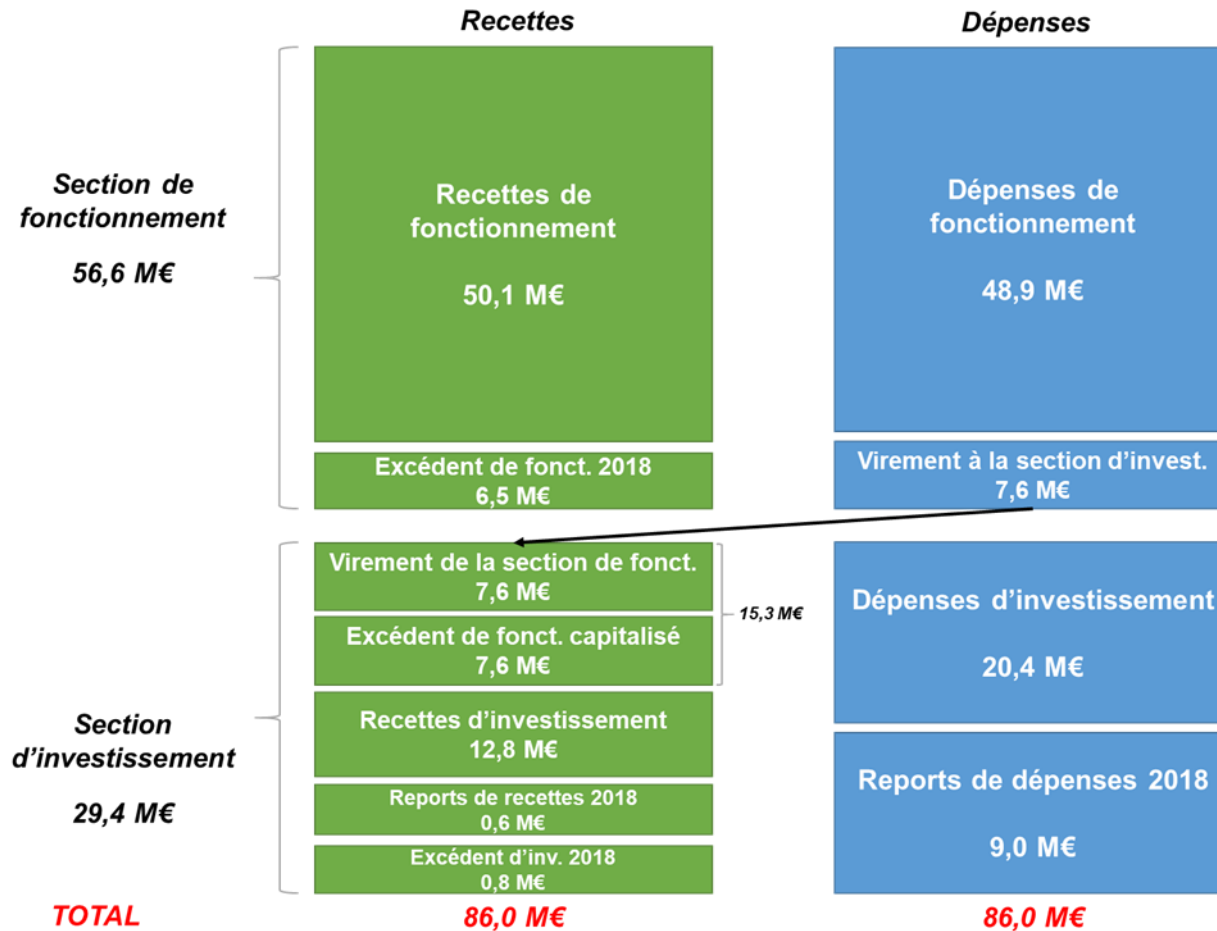 Recettes
Dépenses
Section de
fonctionnement
56,6 M€
Recettes de
fonctionnement
50,1 M€
Dépenses de
fonctionnement
48,9 M€
Excédent de fonct. 2018
6,5 M€
Virement à la section d’invest.
7,6 M€
Section
d’investissement
29,4 M€
Virement de la section de fonct.
7,6 M€
Excédent de fonct. capitalisé
7,6 M€
15,3 M€
Recettes d’investissement
12,8 M€
Reports de recettes 2018
0,6 M€
Excédent d’inv. 2018
0,8 M€
Dépenses d’investissement
20,4 M€
Reports de dépenses 2018
9,0 M€
TOTAL
86,0 M€
86,0 M€